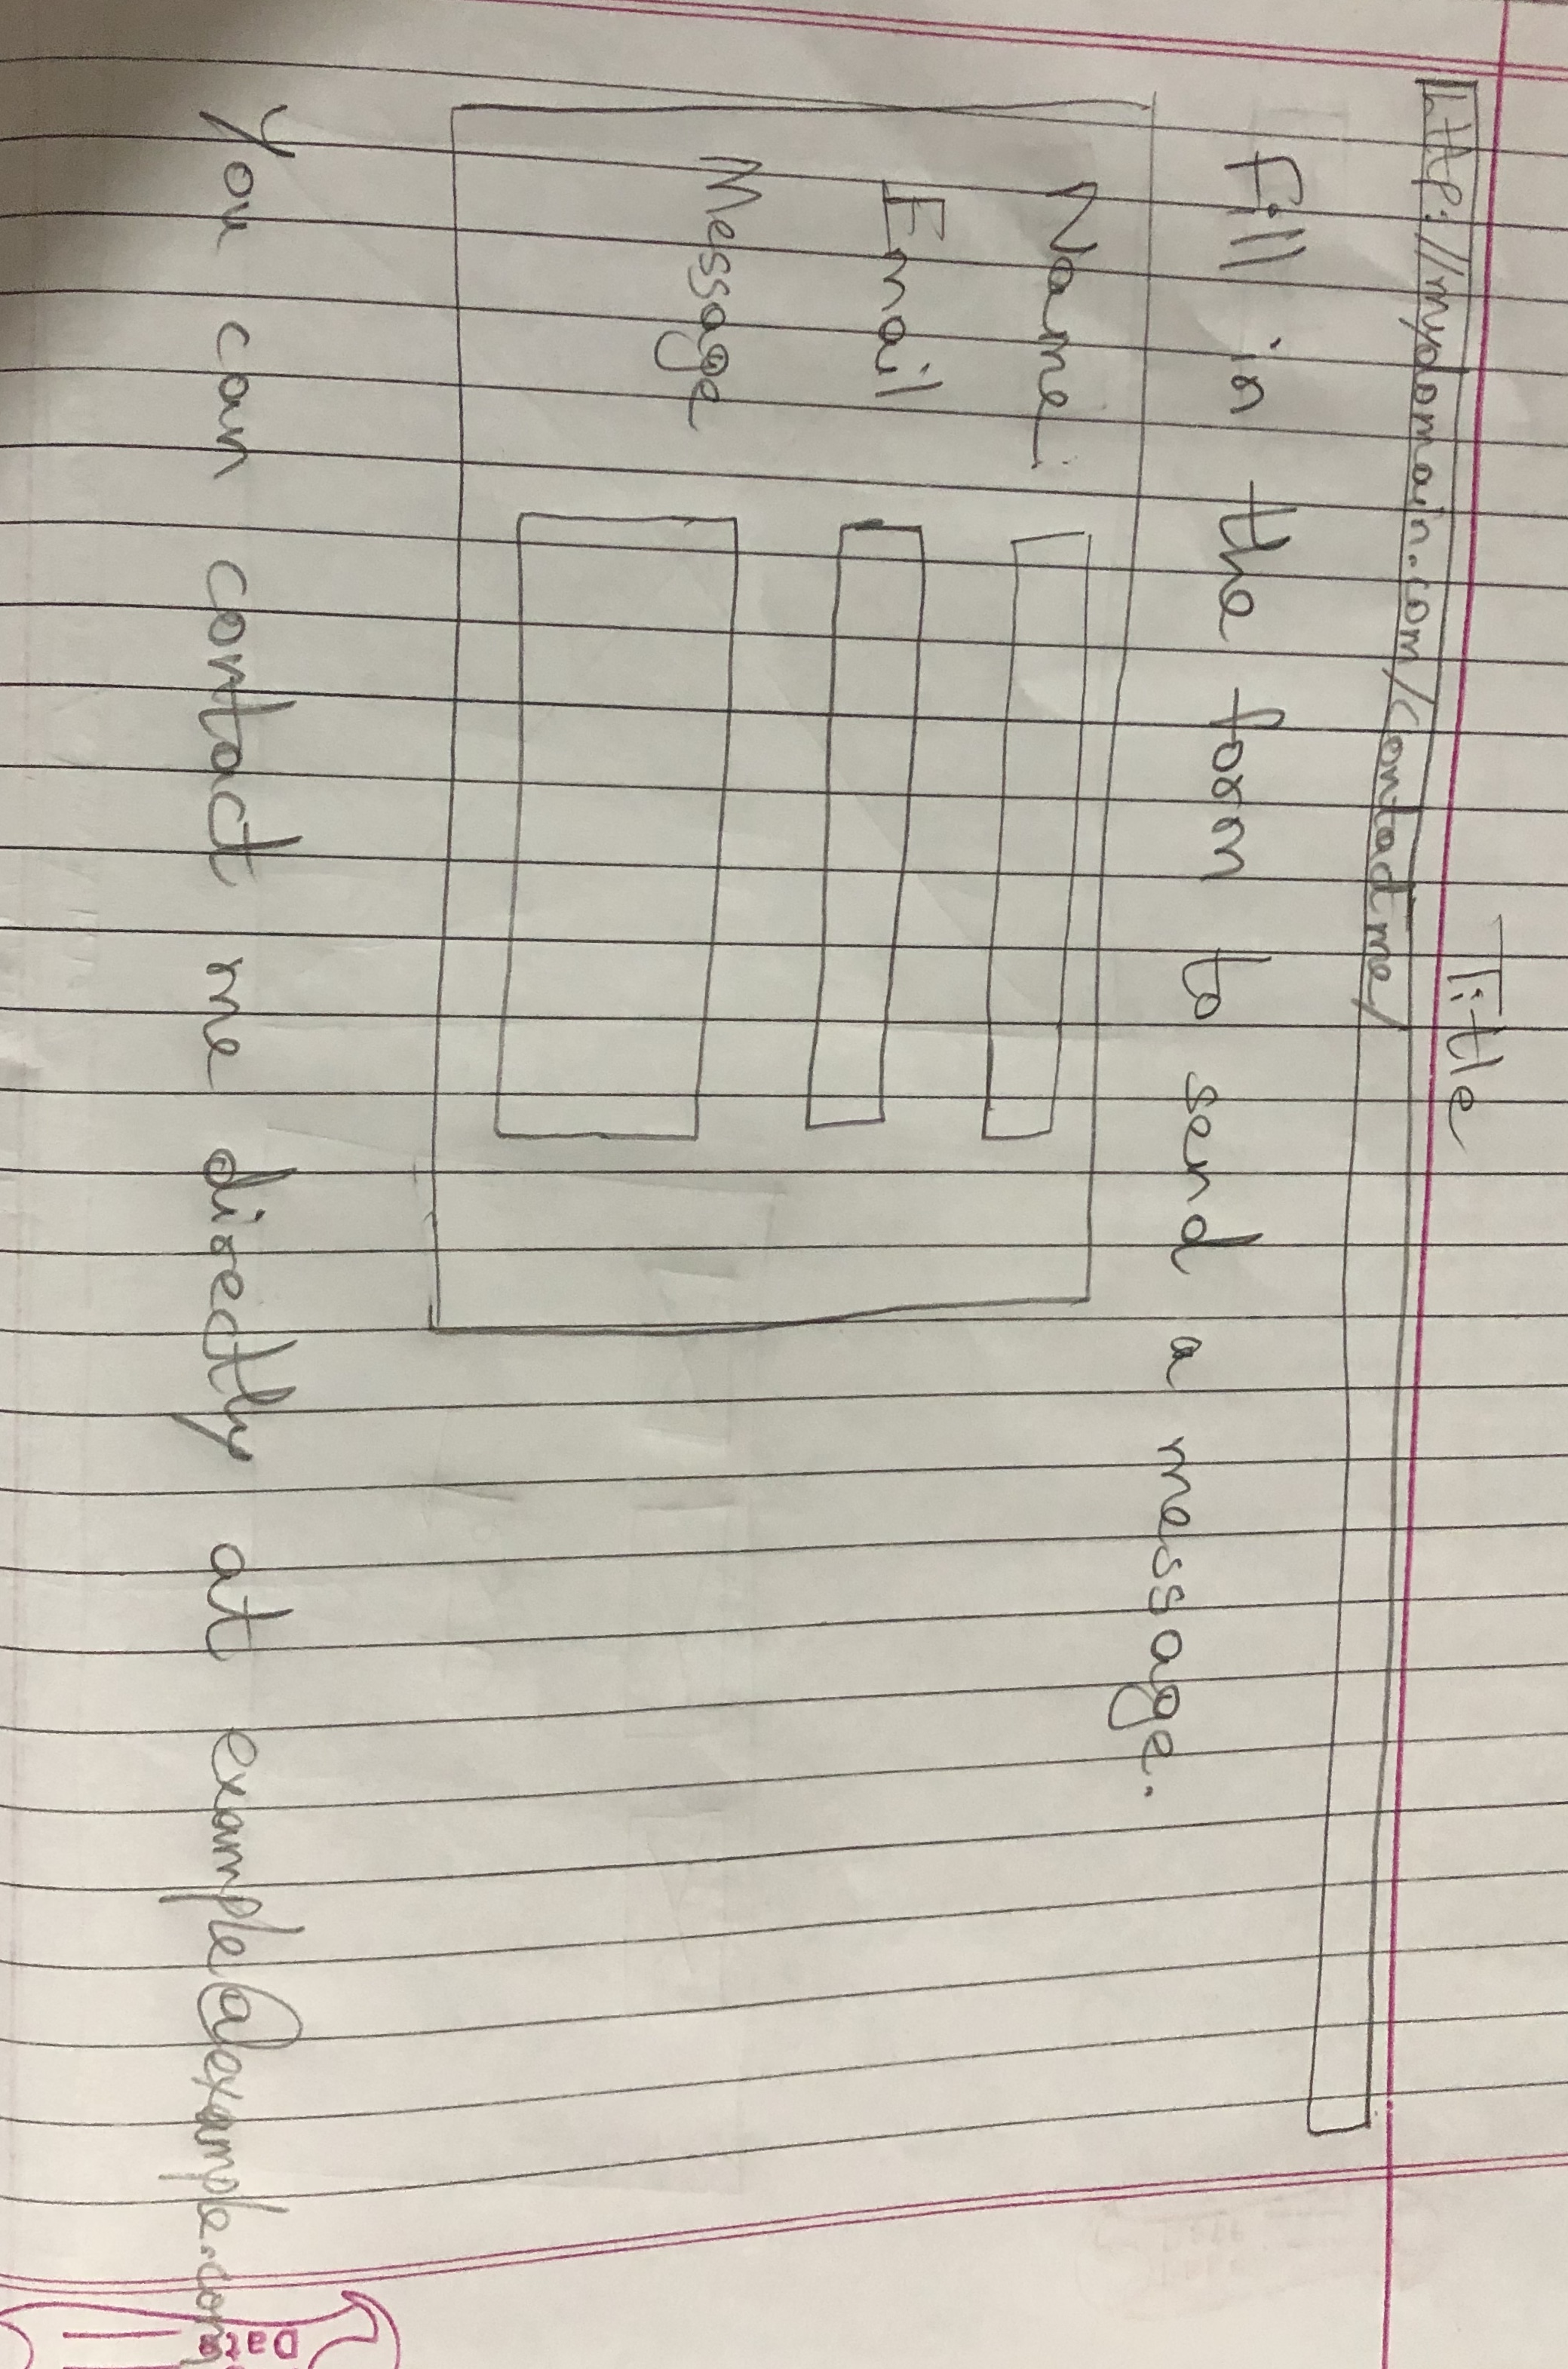 Title
http://mydomain.com/contactme/
Fill in the form to send a message.
Name:
Email
Message
You can contact me directly at example@example.com
Date